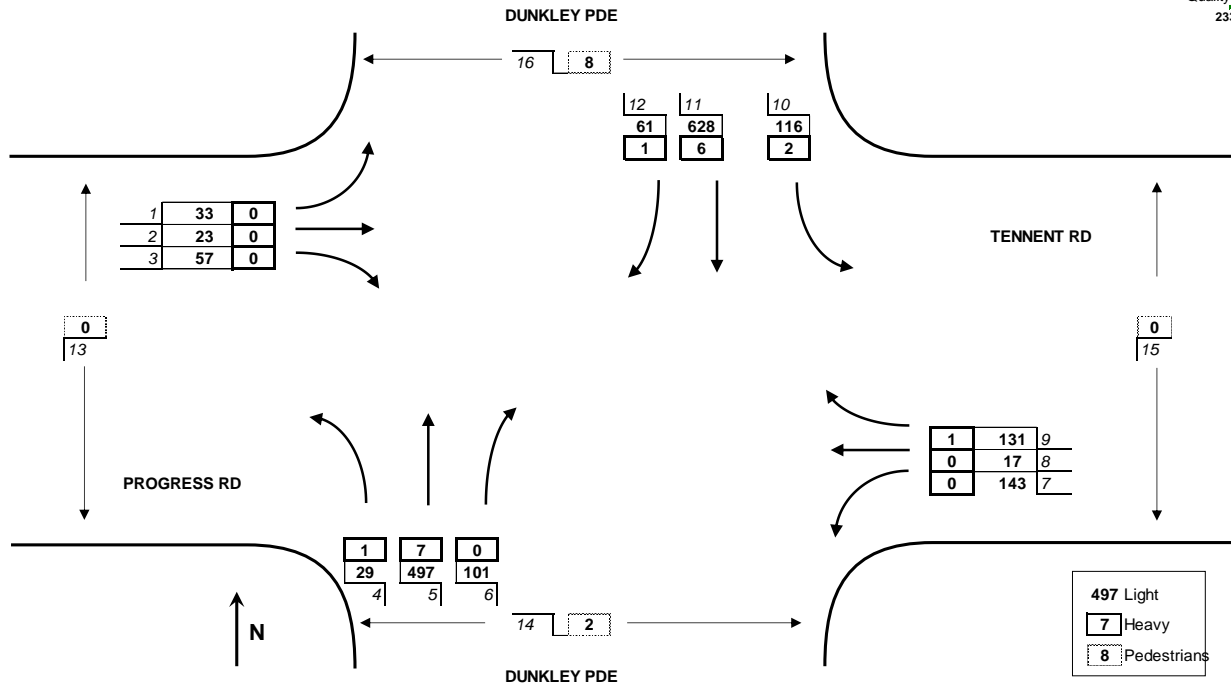 DUNKLEY PDE
233
16 8
12 11 10
61 628 116
1 6 2
1 33 0
2 23 0
3 57 0
TENNENT RD
0
13
0
15
1 131 9
0 17 8
0 143 7
PROGRESS RD
1 7 0
29 497 101
4 5 6
N
14 2
DUNKLEY PDE
497 Light
7 Heavy
8 Pedestrians